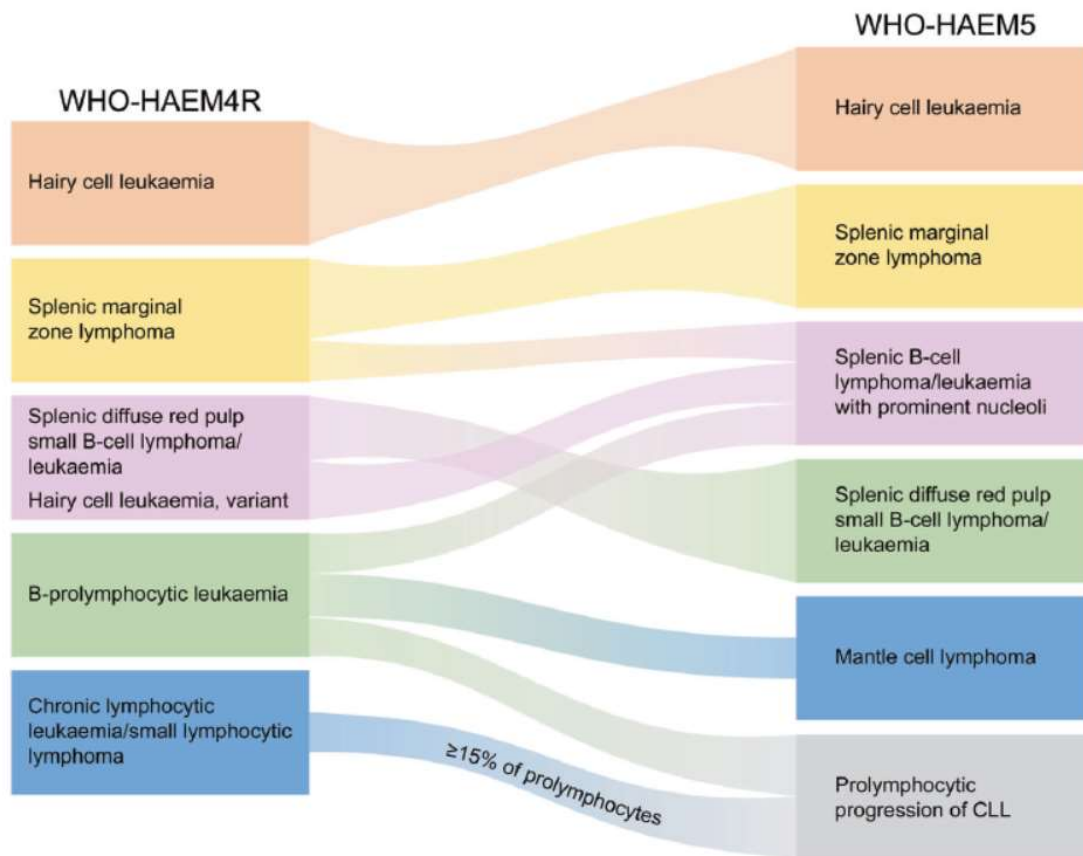 WHO-HAEM4R
Hairy cell leukaemia
Splenic marginal
zone lymphoma
Splenic diffuse red pulp
small B-cell lymphoma/
leukaemia
Hairy cell leukaemia, variant
B-prolymphocytic leukaemia
Chronic lymphocytic
leukaemia/small lymphocytic
lymphoma
≥15% of prolymphocytes
WHO-HAEM5
Hairy cell leukaemia
Splenic marginal
zone lymphoma
Splenic B-cell
lymphoma/leukaemia
with prominent nucleoli
Splenic diffuse red pulp
small B-cell lymphoma/
leukaemia
Mantle cell lymphoma
Prolymphocytic
progression of CLL